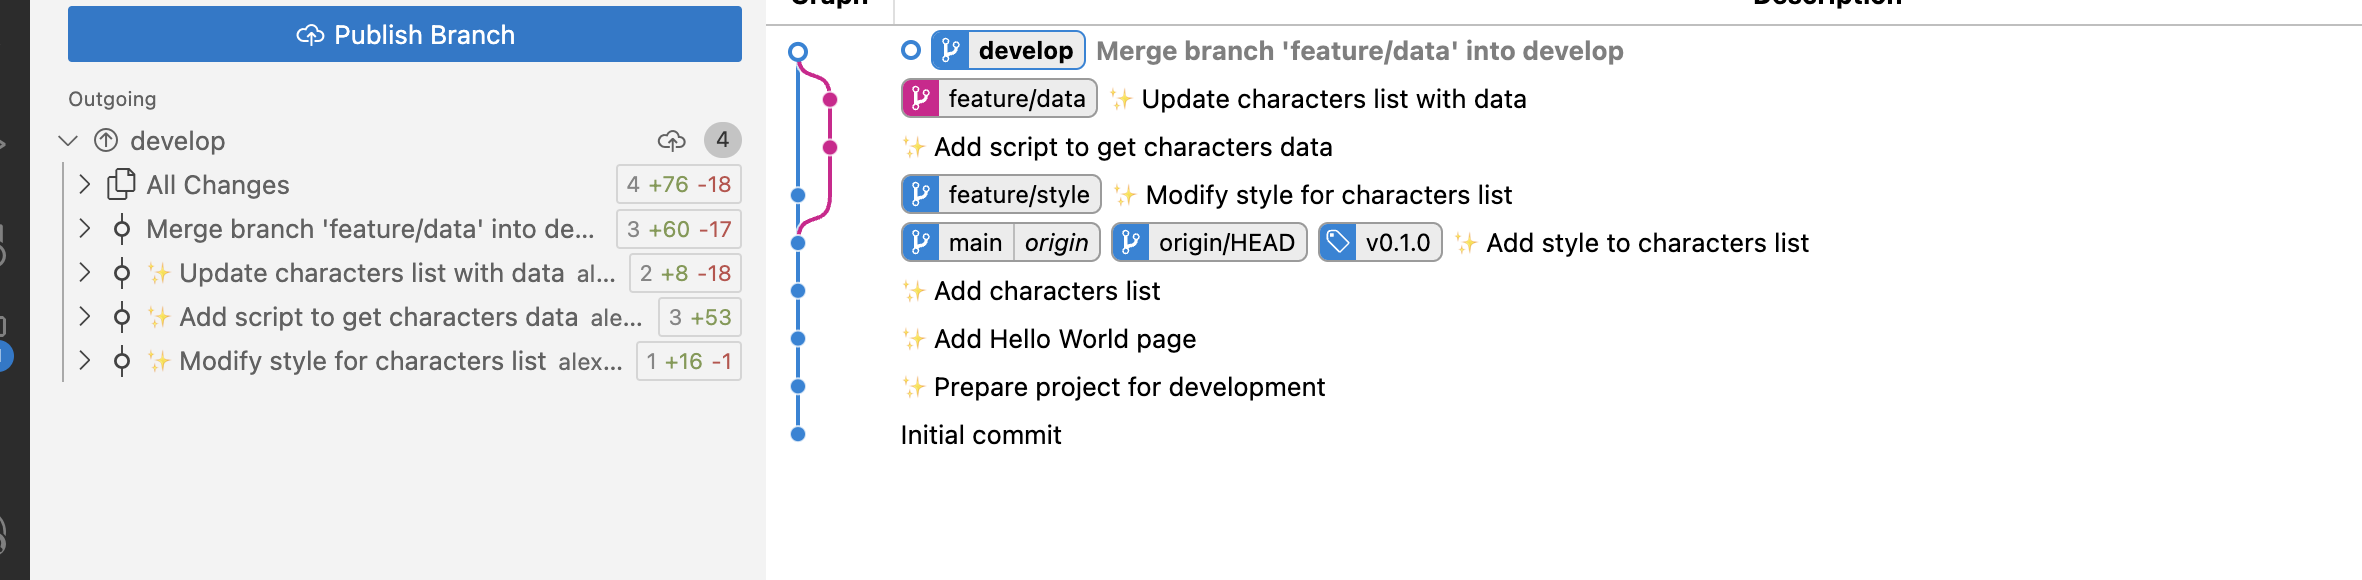 Publish Branch
Outgoing
develop 4
All Changes 4 +76 -18
Merge branch 'feature/data' into de... 3 +60 -17
✨ Update characters list with data al... 2 +8 -18
✨ Add script to get characters data ale... 3 +53
✨ Modify style for characters list alex... 1 +16 -1
Graph Description
develop Merge branch 'feature/data' into develop
feature/data ✨ Update characters list with data
✨ Add script to get characters data
feature/style ✨ Modify style for characters list
main origin origin/HEAD v0.1.0 ✨ Add style to characters list
✨ Add characters list
✨ Add Hello World page
✨ Prepare project for development
Initial commit